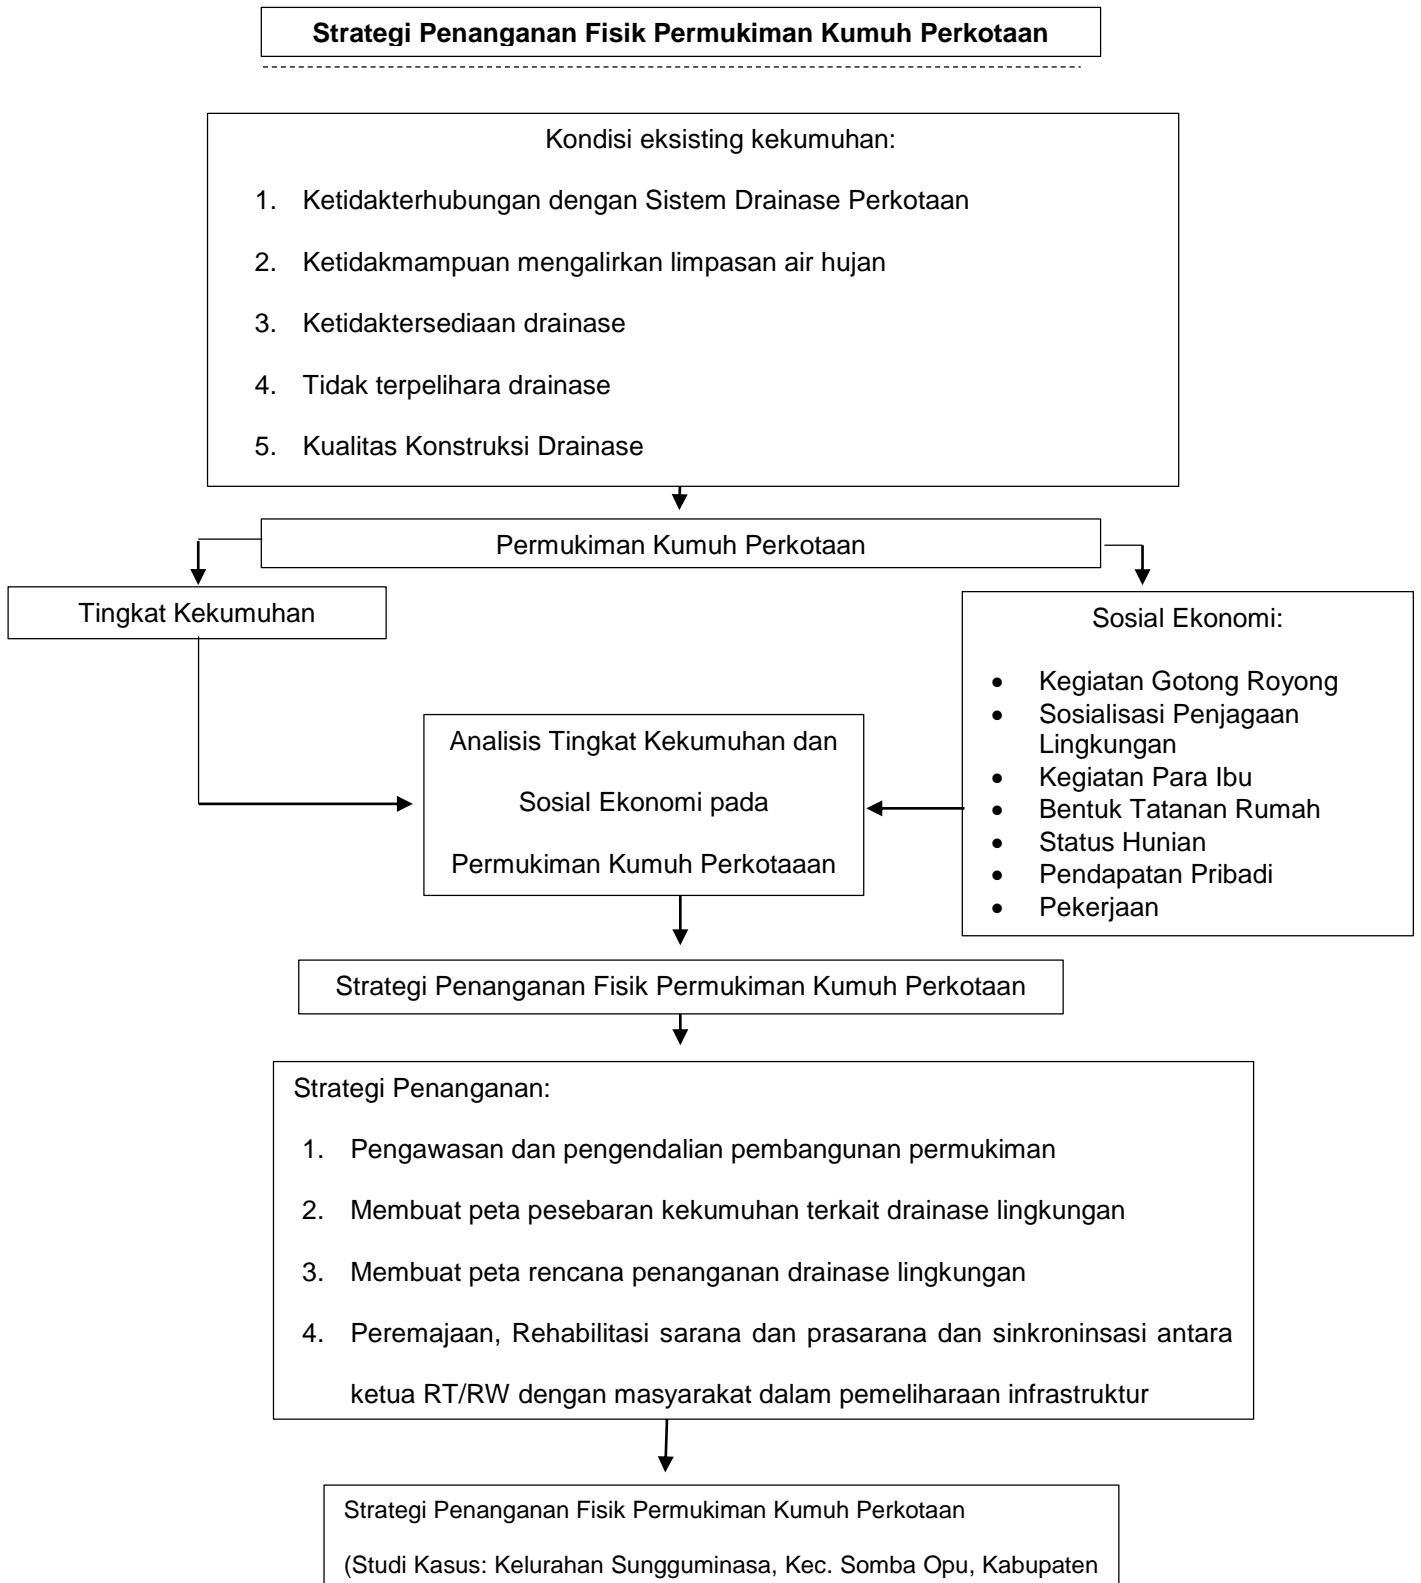 Strategi Penanganan Fisik Permukiman Kumuh Perkotaan
Kondisi eksisting kekumuhan:
1. Ketidakterhubungan dengan Sistem Drainase Perkotaan
2. Ketidakmampuan mengalirkan limpasan air hujan
3. Ketidaktersediaan drainase
4. Tidak terpelihara drainase
5. Kualitas Konstruksi Drainase
Permukiman Kumuh Perkotaan
Tingkat Kekumuhan
Sosial Ekonomi:
• Kegiatan Gotong Royong
• Sosialisasi Penjagaan
Lingkungan
• Kegiatan Para Ibu
• Bentuk Tatanan Rumah
• Status Hunian
• Pendapatan Pribadi
• Pekerjaan
Analisis Tingkat Kekumuhan dan
Sosial Ekonomi pada
Permukiman Kumuh Perkotaaan
Strategi Penanganan Fisik Permukiman Kumuh Perkotaan
Strategi Penanganan:
1. Pengawasan dan pengendalian pembangunan permukiman
2. Membuat peta pesebaran kekumuhan terkait drainase lingkungan
3. Membuat peta rencana penanganan drainase lingkungan
4. Peremajaan, Rehabilitasi sarana dan prasarana dan sinkroninsasi antara
ketua RT/RW dengan masyarakat dalam pemeliharaan infrastruktur
Strategi Penanganan Fisik Permukiman Kumuh Perkotaan
(Studi Kasus: Kelurahan Sungguminasa, Kec. Somba Opu, Kabupaten